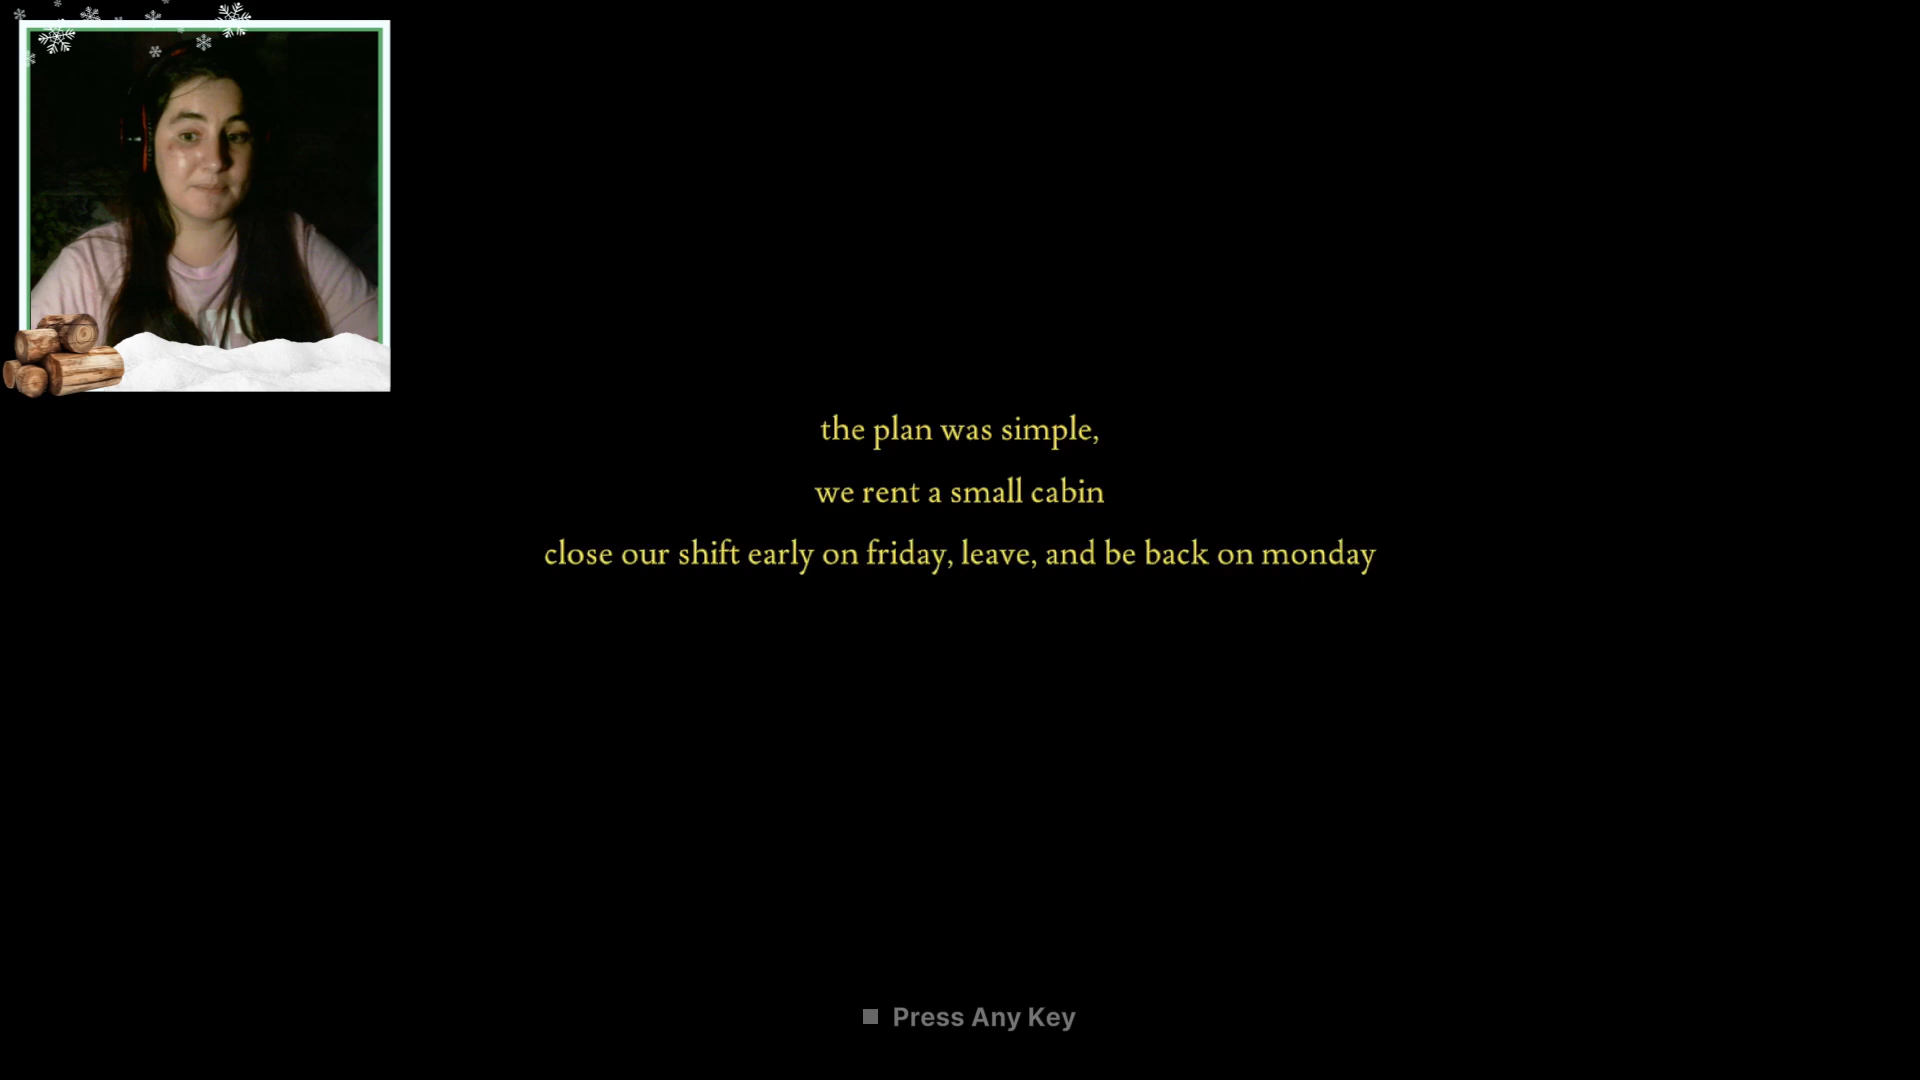 the plan was simple,
we rent a small cabin
close our shift early on friday, leave, and be back on monday
Press Any Key